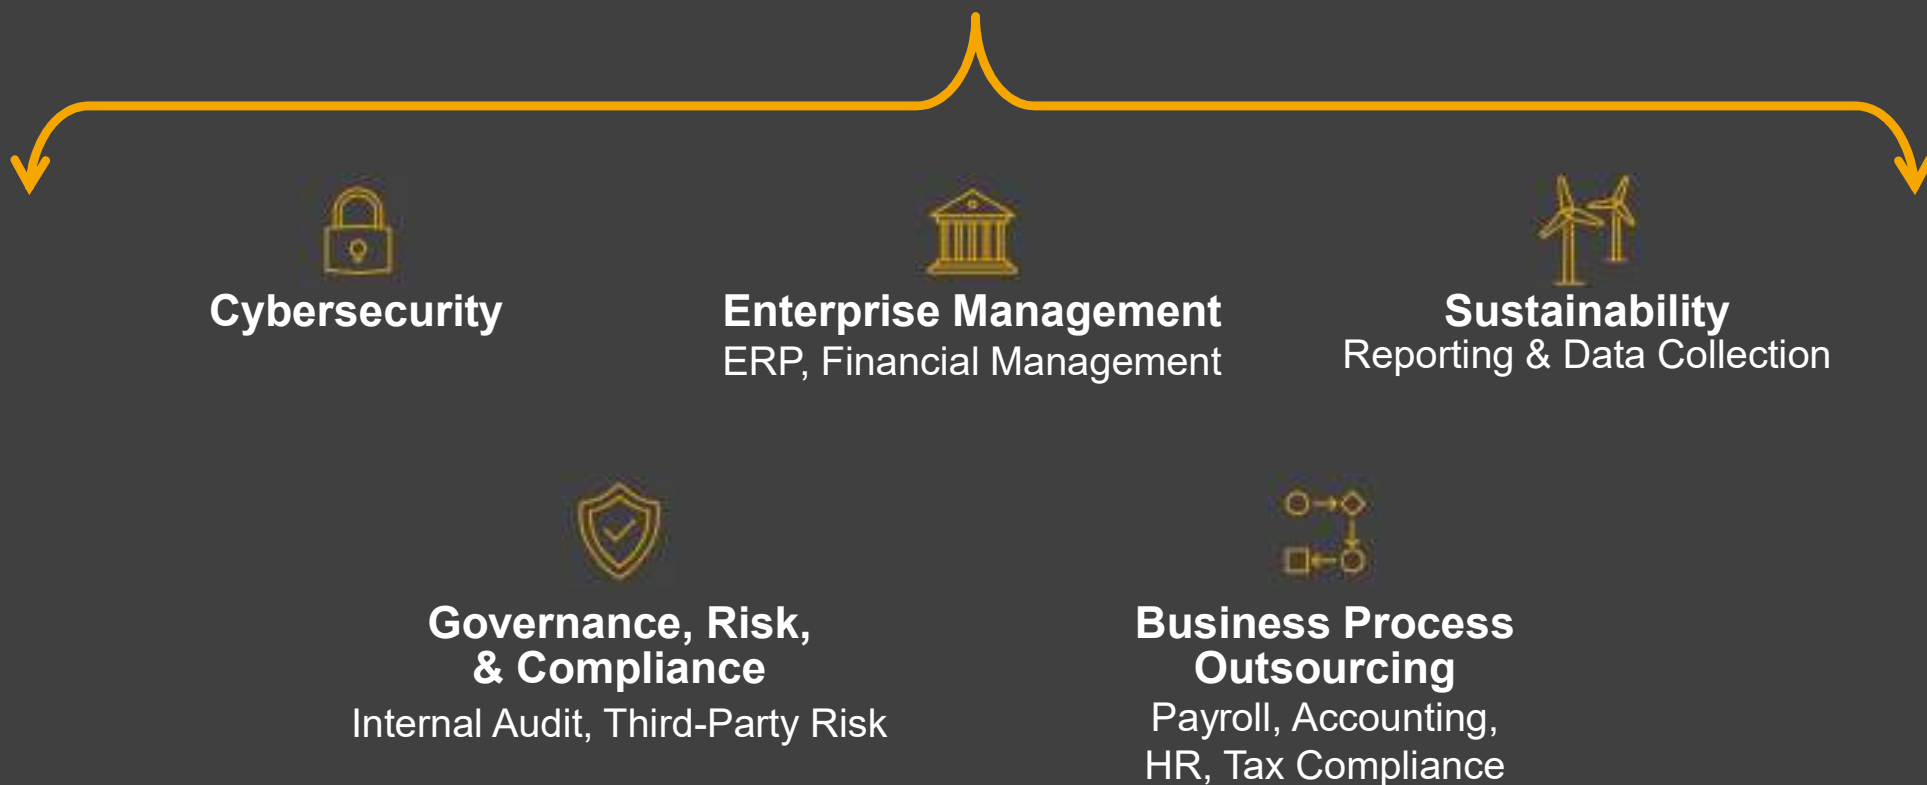 Cybersecurity
Enterprise Management
ERP, Financial Management
Sustainability
Reporting & Data Collection
Governance, Risk,
& Compliance
Internal Audit, Third-Party Risk
Business Process
Outsourcing
Payroll, Accounting,
HR, Tax Compliance